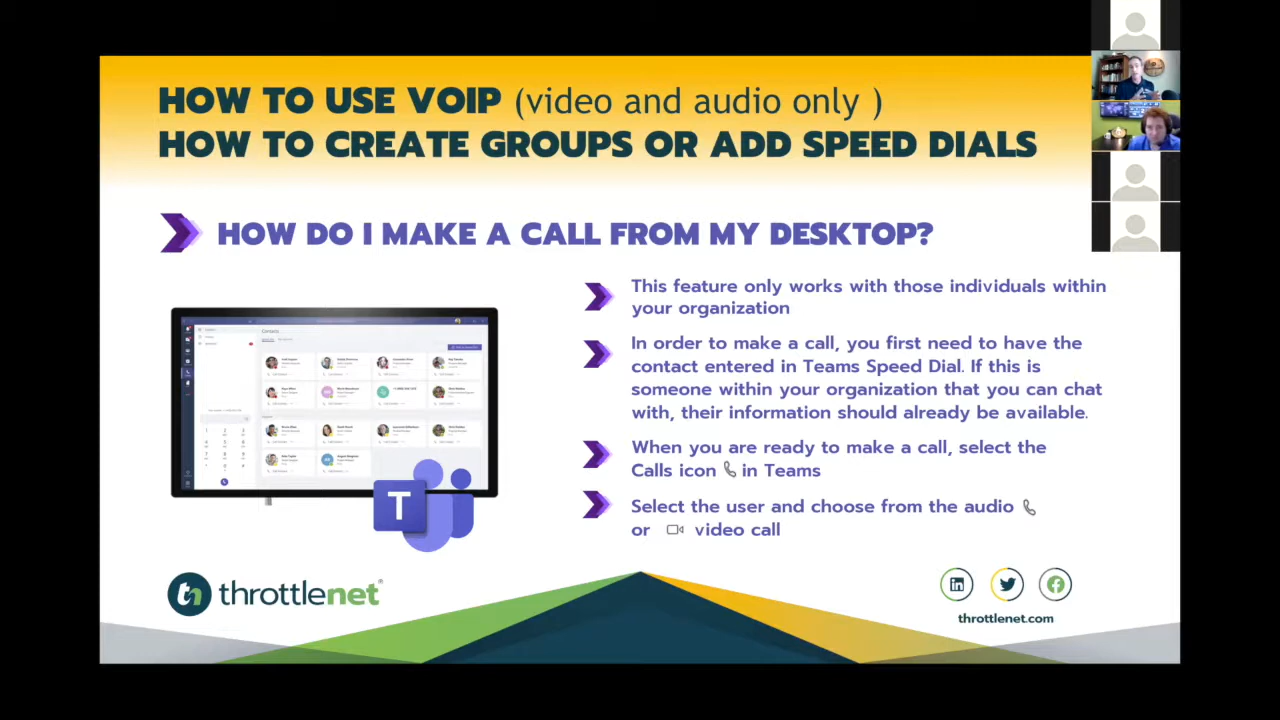 HOW TO USE VOIP (video and audio only )
HOW TO CREATE GROUPS OR ADD SPEED DIALS
HOW DO I MAKE A CALL FROM MY DESKTOP?
This feature only works with those individuals within
your organization
In order to make a call, you first need to have the
contact entered in Teams Speed Dial. If this is
someone within your organization that you can chat
with, their information should already be available.
When you are ready to make a call, select the
Calls icon in Teams
Select the user and choose from the audio
or video call
Contacts
T
throttlenet®
throttlenet.com